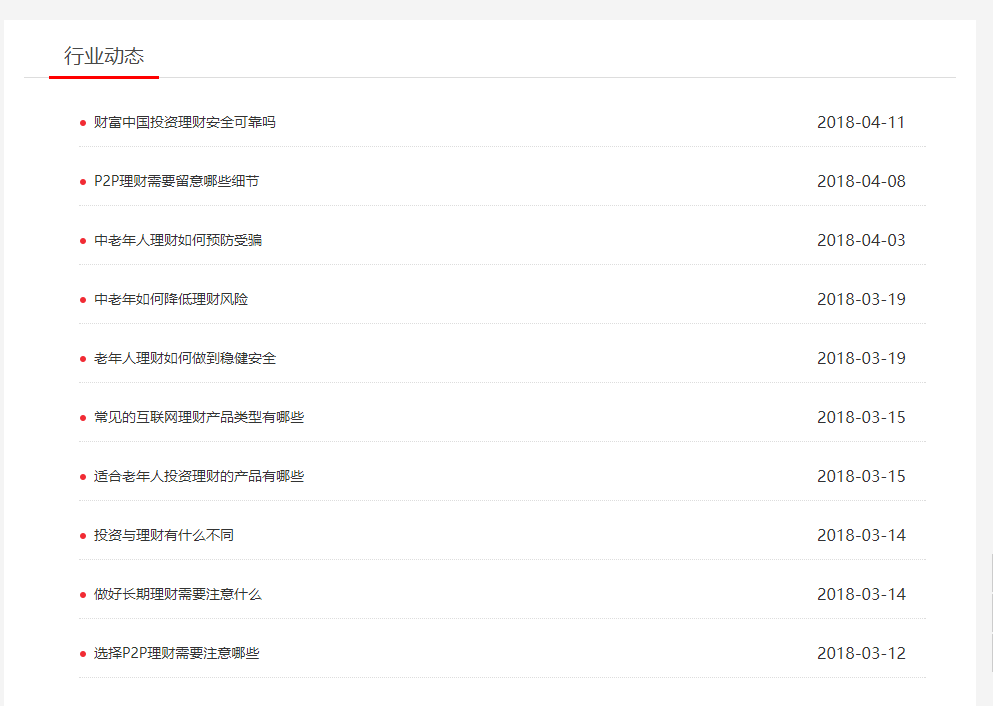 行业动态
财富中国投资理财安全可靠吗 2018-04-11
P2P理财需要留意哪些细节 2018-04-08
中老年人理财如何预防受骗 2018-04-03
中老年如何降低理财风险 2018-03-19
老年人理财如何做到稳健安全 2018-03-19
常见的互联网理财产品类型有哪些 2018-03-15
适合老年人投资理财的产品有哪些 2018-03-15
投资与理财有什么不同 2018-03-14
做好长期理财需要注意什么 2018-03-14
选择P2P理财需要注意哪些 2018-03-12